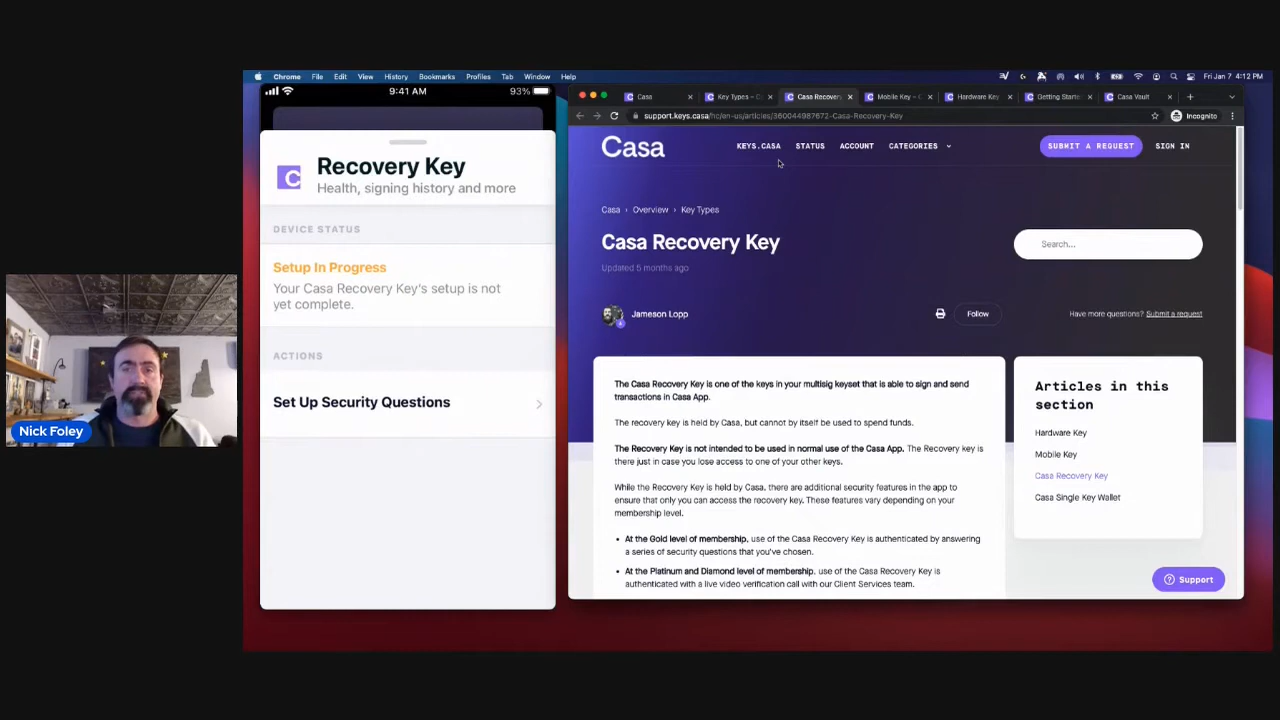 Chrome File Edit View History Bookmarks Profiles Tab Window Help
Fri Jan 7 4:12 PM
9:41 AM
93%
Recovery Key
Health, signing history and more
DEVICE STATUS
Setup In Progress
Your Casa Recovery Key's setup is not
yet complete.
ACTIONS
Set Up Security Questions
Nick Foley
Casa
Key Types –
Casa Recovery
Mobile Key –
Hardware Key
Getting Starte
Casa Vault
support.keys.casa/hc/en-us/articles/360044987672-Casa-Recovery-Key
Incognito
Casa
KEYS.CASA STATUS ACCOUNT CATEGORIES
SUBMIT A REQUEST
SIGN IN
Casa › Overview › Key Types
Casa Recovery Key
Search...
Updated 5 months ago
Jameson Lopp
Follow
Have more questions? Submit a request
The Casa Recovery Key is one of the keys in your multisig keyset that is able to sign and send
transactions in Casa App.
The recovery key is held by Casa, but cannot by itself be used to spend funds.
The Recovery Key is not intended to be used in normal use of the Casa App. The Recovery key is
there just in case you lose access to one of your other keys.
While the Recovery Key is held by Casa, there are additional security features in the app to
ensure that only you can access the recovery key. These features vary depending on your
membership level.
• At the Gold level of membership, use of the Casa Recovery Key is authenticated by answering
a series of security questions that you've chosen.
• At the Platinum and Diamond level of membership, use of the Casa Recovery Key is
authenticated with a live video verification call with our Client Services team.
Articles in this
section
Hardware Key
Mobile Key
Casa Recovery Key
Casa Single Key Wallet
Support